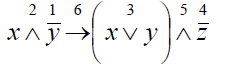 2 1 6 3 5 4
x ∧ y̅ → (x ∨ y) ∧ z̅